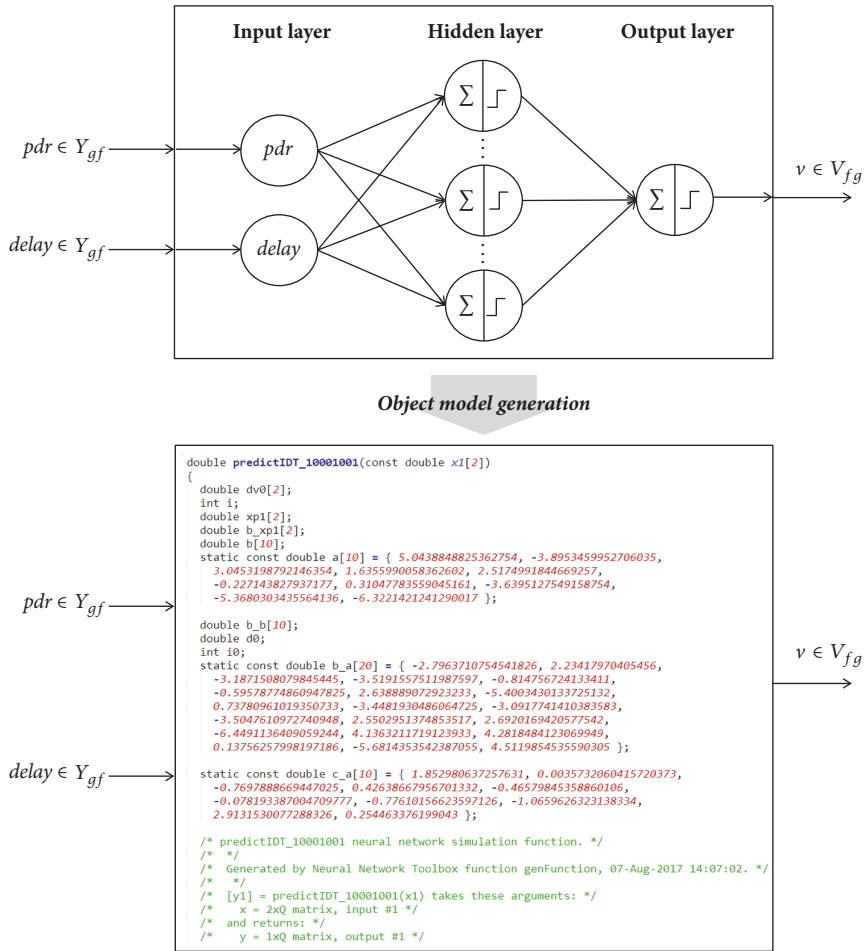 Input layer Hidden layer Output layer
Σ
pdr ∈ Y_gf pdr
Σ Σ v ∈ V_fg
delay ∈ Y_gf delay
Σ
Object model generation
double predictIDT_10001001(const double x1[2])
{
double dv0[2];
int i;
double xp1[2];
double b_xp1[2];
double b[10];
static const double a[10] = { 5.0438848825362754, -3.8953459952706035,
3.0453198792146354, 1.6355990058362602, 2.5174991844669257,
-0.227143827937177, 0.31047783559045161, -3.6395127549158754,
-5.3680303435564136, -6.3221421241290017 };
double b_b[10];
double d0;
int i0;
static const double b_a[20] = { -2.7963710754541826, 2.23417970405456,
-3.1871508079845445, -3.5191557511987597, -0.814756724133411,
-0.59578774860947825, 2.638889072923233, -5.4003430133725132,
0.73780961019350733, -3.4481930486064725, -3.0917741410383583,
-3.5047610972740948, 2.5502951374853517, 2.6920169420577542,
-6.4491136409059244, 4.1363211719123933, 4.2818484123069949,
0.13756257998197186, -5.6814353542387055, 4.5119854535590305 };
static const double c_a[10] = { 1.852980637257631, 0.0035732060415720373,
-0.7697888669447025, 0.42638667956701332, -0.46579845358860106,
-0.078193387004709777, -0.77610156623597126, -1.0659626323138334,
2.9131530077288326, 0.254463376199043 };
/* predictIDT_10001001 neural network simulation function. */
/* */
/* Generated by Neural Network Toolbox function genFunction, 07-Aug-2017 14:07:02. */
/* */
/* [y1] = predictIDT_10001001(x1) takes these arguments: */
/* x = 2xQ matrix, input #1 */
/* and returns: */
/* y = 1xQ matrix, output #1 */
pdr ∈ Y_gf
v ∈ V_fg
delay ∈ Y_gf